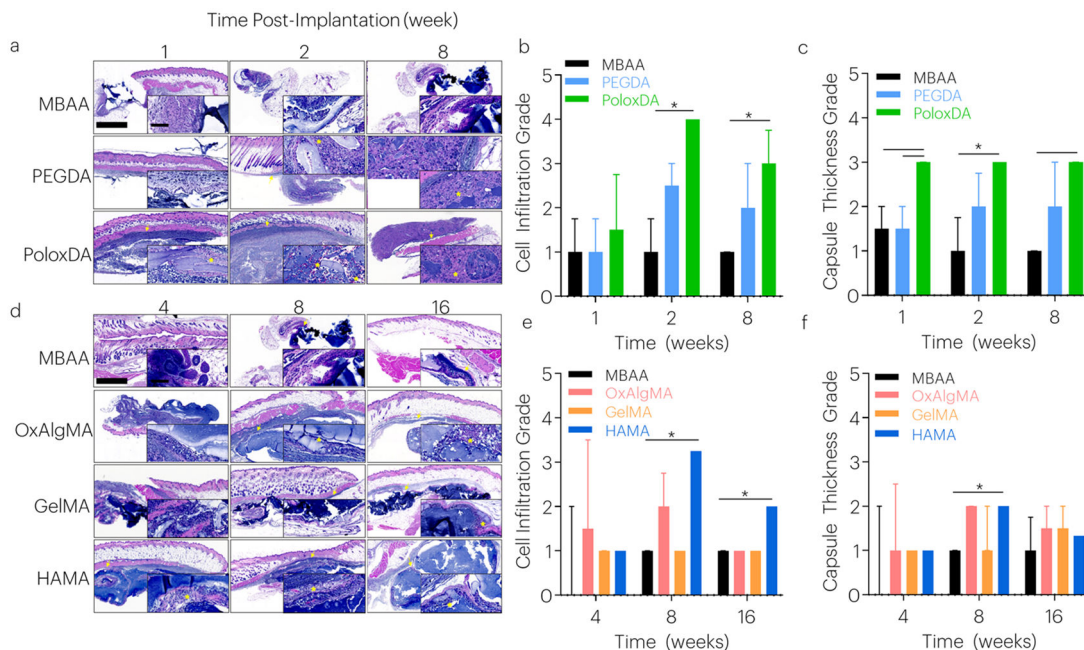 Time Post-Implantation (week)
a
1
2
8
MBAA
PEGDA
PoloxDA
b
MBAA
PEGDA
PoloxDA
*
*
5
4
3
2
1
0
Cell Infiltration Grade
1
2
8
Time (weeks)
c
MBAA
PEGDA
PoloxDA
*
5
4
3
2
1
0
Capsule Thickness Grade
1
2
8
Time (weeks)
d
4
8
16
MBAA
OxAlgMA
GelMA
HAMA
e
MBAA
OxAlgMA
GelMA
HAMA
*
*
5
4
3
2
1
0
Cell Infiltration Grade
4
8
16
Time (weeks)
f
MBAA
OxAlgMA
GelMA
HAMA
*
5
4
3
2
1
0
Capsule Thickness Grade
4
8
16
Time (weeks)